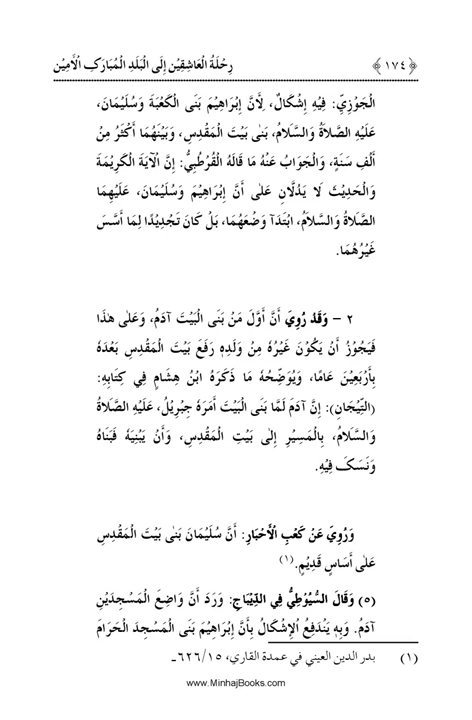 ﴿ ١٧٤ ﴾ رِحْلَةُ الْعَاشِقِيْنَ إِلَى الْبَلَدِ الْمُبَارَكِ الْأَمِيْنِ
الْجَوْزِيِّ: فِيْهِ إِشْكَالٌ، لِأَنَّ إِبْرَاهِيْمَ بَنَى الْكَعْبَةَ وَسُلَيْمَانَ،
عَلَيْهِ الصَّلَاةُ وَالسَّلَامُ، بَنٰى بَيْتَ الْمَقْدِسِ، وَبَيْنَهُمَا أَكْثَرُ مِنْ
أَلْفِ سَنَةٍ، وَالْجَوَابُ عَنْهُ مَا قَالَهُ الْقُرْطُبِيُّ: إِنَّ الْآيَةَ الْكَرِيْمَةَ
وَالْحَدِيْثَ لَا يَدُلَّانِ عَلٰى أَنَّ إِبْرَاهِيْمَ وَسُلَيْمَانَ، عَلَيْهِمَا
الصَّلَاةُ وَالسَّلَامُ، ابْتَدَآ وَضْعَهُمَا، بَلْ كَانَ تَجْدِيْدًا لِمَا أَسَّسَ
غَيْرُهُمَا.
٢ – وَقَدْ رُوِيَ أَنَّ أَوَّلَ مَنْ بَنَى الْبَيْتَ آدَمُ، وَعَلٰى هٰذَا
فَيَجُوْزُ أَنْ يَكُوْنَ غَيْرُهُ مِنْ وَلَدِهِ رَفَعَ بَيْتَ الْمَقْدِسِ بَعْدَهُ
بِأَرْبَعِيْنَ عَامًا، وَيُوَضِّحُهُ مَا ذَكَرَهُ ابْنُ هِشَامٍ فِي كِتَابِهِ:
(التِّيْجَانِ): إِنَّ آدَمَ لَمَّا بَنَى الْبَيْتَ أَمَرَهُ جِبْرِيْلُ، عَلَيْهِ الصَّلَاةُ
وَالسَّلَامُ، بِالْمَسِيْرِ إِلٰى بَيْتِ الْمَقْدِسِ، وَأَنْ يَبْنِيَهُ فَبَنَاهُ
وَنَسَكَ فِيْهِ.
وَرُوِيَ عَنْ كَعْبِ الْأَحْبَارِ: أَنَّ سُلَيْمَانَ بَنٰى بَيْتَ الْمَقْدِسِ
عَلٰى أَسَاسٍ قَدِيْمٍ.(١)
(٥) وَقَالَ السُّيُوْطِيُّ فِي الدِّيْبَاجِ: وَرَدَ أَنَّ وَاضِعَ الْمَسْجِدَيْنِ
آدَمُ. وَبِهِ يَنْدَفِعُ الْإِشْكَالُ بِأَنَّ إِبْرَاهِيْمَ بَنَى الْمَسْجِدَ الْحَرَامَ
(١) بدر الدين العيني في عمدة القاري، ١٥/٦٢٦ـ
www.MinhajBooks.com